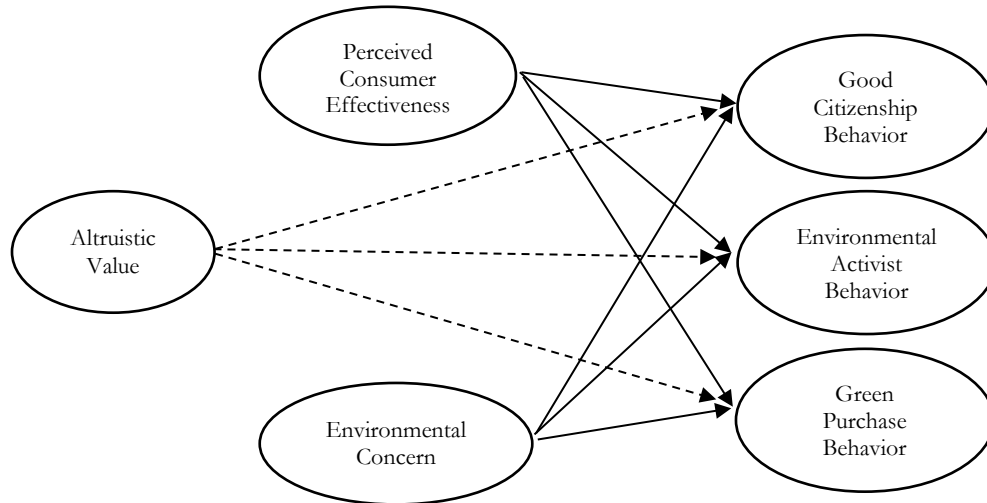 Perceived
Consumer
Effectiveness
Good
Citizenship
Behavior
Altruistic
Value
Environmental
Activist
Behavior
Environmental
Concern
Green
Purchase
Behavior